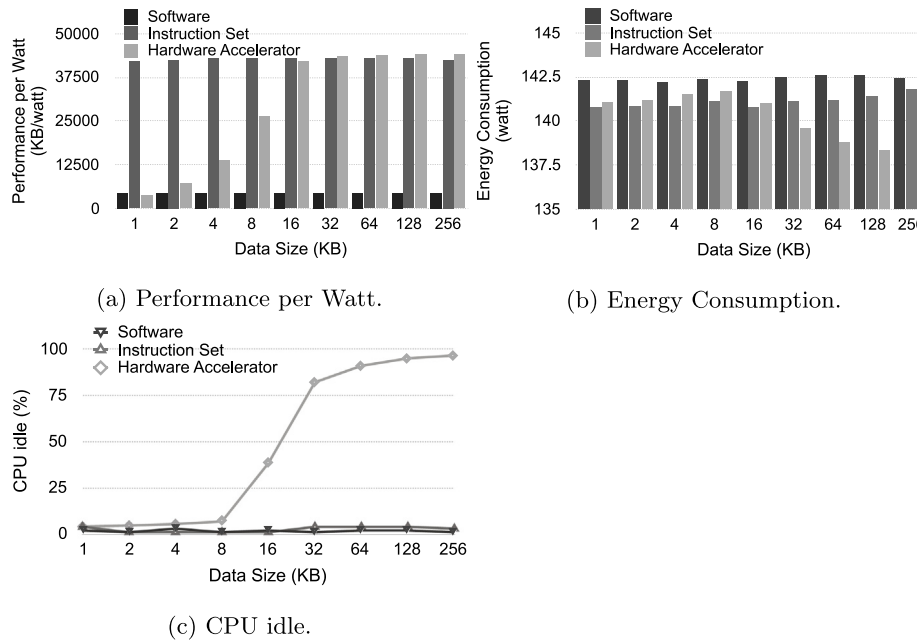 Software
Instruction Set
Hardware Accelerator
Performance per Watt
(KB/watt)
50000
37500
25000
12500
0
1 2 4 8 16 32 64 128 256
Data Size (KB)
(a) Performance per Watt.
Software
Instruction Set
Hardware Accelerator
Energy Consumption
(watt)
145
142.5
140
137.5
135
1 2 4 8 16 32 64 128 256
Data Size (KB)
(b) Energy Consumption.
Software
Instruction Set
Hardware Accelerator
CPU idle (%)
100
75
50
25
0
1 2 4 8 16 32 64 128 256
Data Size (KB)
(c) CPU idle.